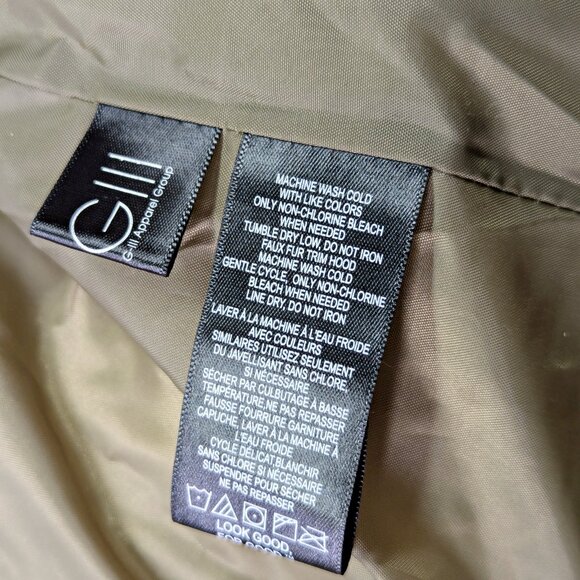 GIII
G-III Apparel Group
MACHINE WASH COLD
WITH LIKE COLORS
ONLY NON-CHLORINE BLEACH
WHEN NEEDED
TUMBLE DRY LOW, DO NOT IRON
FAUX FUR TRIM HOOD
MACHINE WASH COLD
GENTLE CYCLE , ONLY NON-CHLORINE
BLEACH WHEN NEEDED
LINE DRY, DO NOT IRON
LAVER À LA MACHINE À L'EAU FROIDE
AVEC COULEURS
SIMILAIRES UTILISEZ SEULEMENT
DU JAVELLISANT SANS CHLORE,
SI NÉCESSAIRE
SÉCHER PAR CULBUTAGE À BASSE
TEMPÉRATURE, NE PAS REPASSER
FAUSSE FOURRURE GARNITURE
CAPUCHE, LAVER À LA MACHINE À
L'EAU FROIDE
CYCLE DÉLICAT,BLANCHIR
SANS CHLORE SI NÉCESSAIRE
SUSPENDRE POUR SÉCHER,
NE PAS REPASSER
LOOK GOOD,